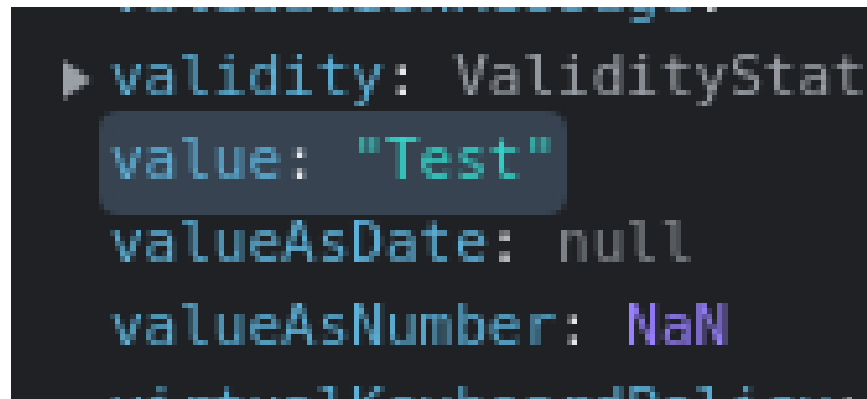 validity: ValidityStat
value: "Test"
valueAsDate: null
valueAsNumber: NaN